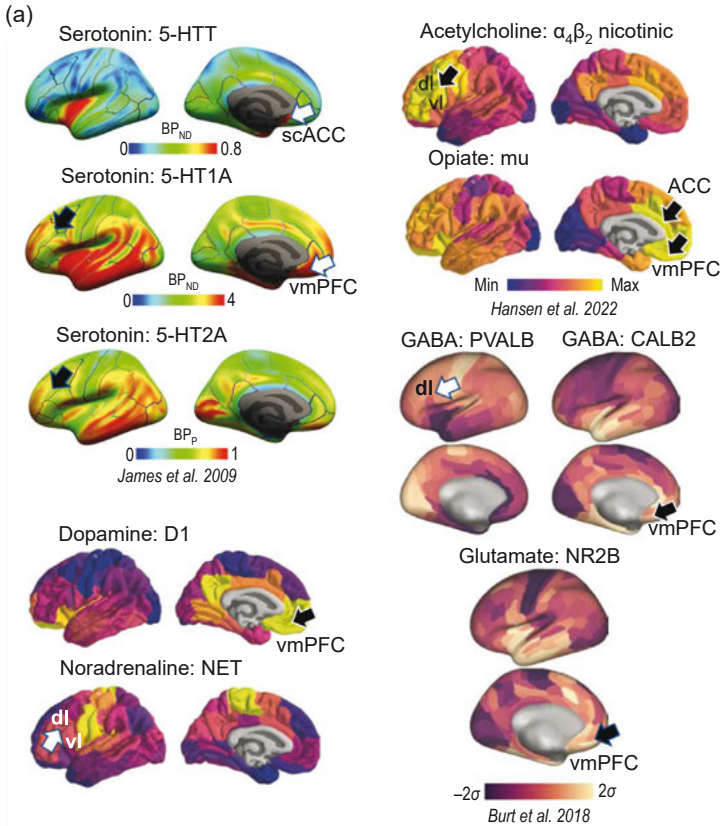 (a)
Serotonin: 5-HTT
scACC
BP_ND
0 0.8
Serotonin: 5-HT1A
vmPFC
BP_ND
0 4
Serotonin: 5-HT2A
BP_P
0 1
James et al. 2009
Dopamine: D1
vmPFC
Noradrenaline: NET
dl
vl
Acetylcholine: α₄β₂ nicotinic
dl
vl
Opiate: mu
ACC
vmPFC
Min Max
Hansen et al. 2022
GABA: PVALB GABA: CALB2
dl
vmPFC
Glutamate: NR2B
vmPFC
−2σ 2σ
Burt et al. 2018